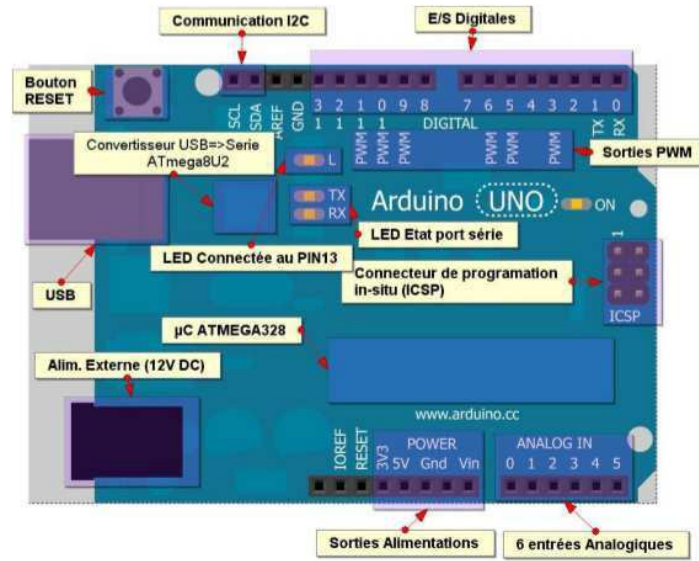 Communication I2C
E/S Digitales
Bouton
RESET
SCL
SDA
AREF
GND
3 2 1 0 9 8
1 1 1 1
7 6 5 4 3 2 1 0
DIGITAL
TX
RX
Convertisseur USB=>Serie
ATmega8U2
PWM
PWM
PWM
PWM
PWM
PWM
Sorties PWM
L
TX
RX
Arduino UNO
ON
LED Etat port série
LED Connectée au PIN13
1
Connecteur de programation
in-situ (ICSP)
USB
ICSP
µC ATMEGA328
Alim. Externe (12V DC)
www.arduino.cc
IOREF
RESET
3V3
POWER
5V Gnd Vin
ANALOG IN
0 1 2 3 4 5
Sorties Alimentations
6 entrées Analogiques